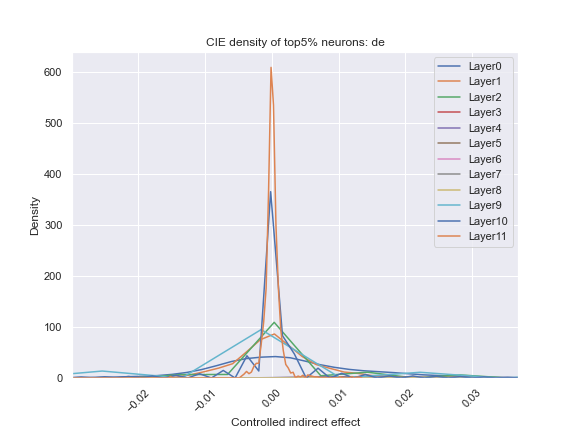 CIE density of top5% neurons: de
Layer0
Layer1
Layer2
Layer3
Layer4
Layer5
Layer6
Layer7
Layer8
Layer9
Layer10
Layer11
600
500
400
300
200
100
0
Density
-0.02
-0.01
0.00
0.01
0.02
0.03
Controlled indirect effect